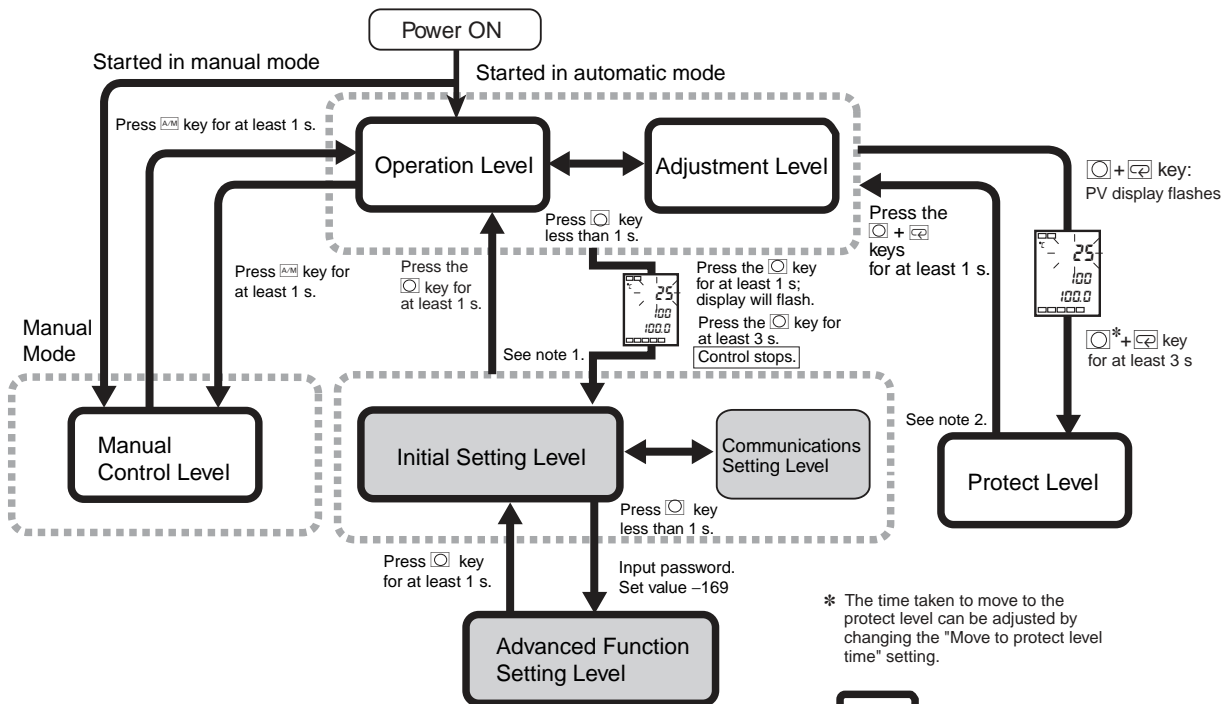 Power ON
Started in manual mode
Started in automatic mode
Press A/M key for at least 1 s.
Operation Level
Adjustment Level
+ key:
PV display flashes
Press key
less than 1 s.
Press the
+
keys
for at least 1 s.
Press A/M key for
at least 1 s.
Press the
key for
at least 1 s.
°C
25
100
100.0
Press the key
for at least 1 s;
display will flash.
Press the key for
at least 3 s.
Control stops.
°C
25
100
100.0
*+ key
for at least 3 s
Manual
Mode
See note 1.
Manual
Control Level
Initial Setting Level
Communications
Setting Level
See note 2.
Protect Level
Press key
less than 1 s.
Press key
for at least 1 s.
Input password.
Set value –169
Advanced Function
Setting Level
* The time taken to move to the
protect level can be adjusted by
changing the "Move to protect level
time" setting.